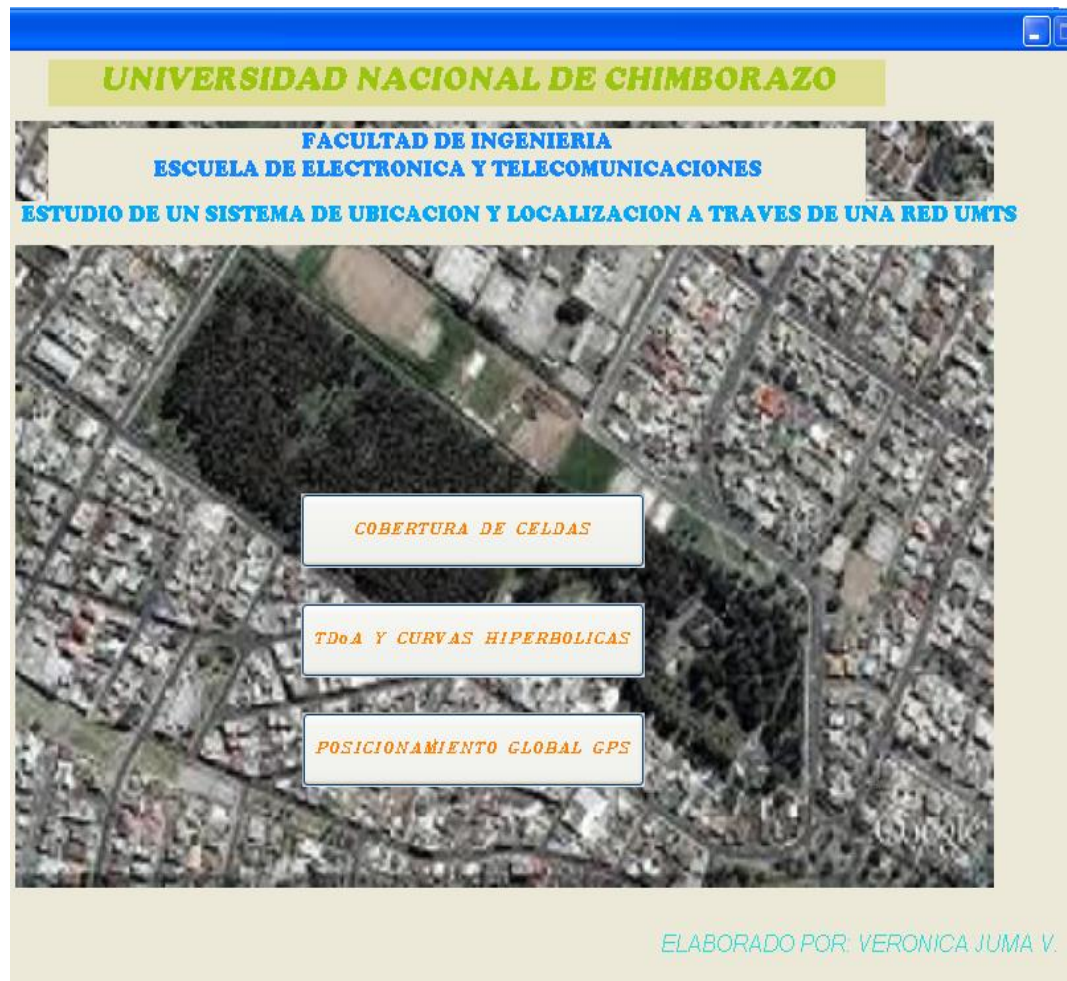 UNIVERSIDAD NACIONAL DE CHIMBORAZO
FACULTAD DE INGENIERIA
ESCUELA DE ELECTRONICA Y TELECOMUNICACIONES
ESTUDIO DE UN SISTEMA DE UBICACION Y LOCALIZACION A TRAVES DE UNA RED UMTS
COBERTURA DE CELDAS
TDoA Y CURVAS HIPERBOLICAS
POSICIONAMIENTO GLOBAL GPS
Google
ELABORADO POR: VERONICA JUMA V.